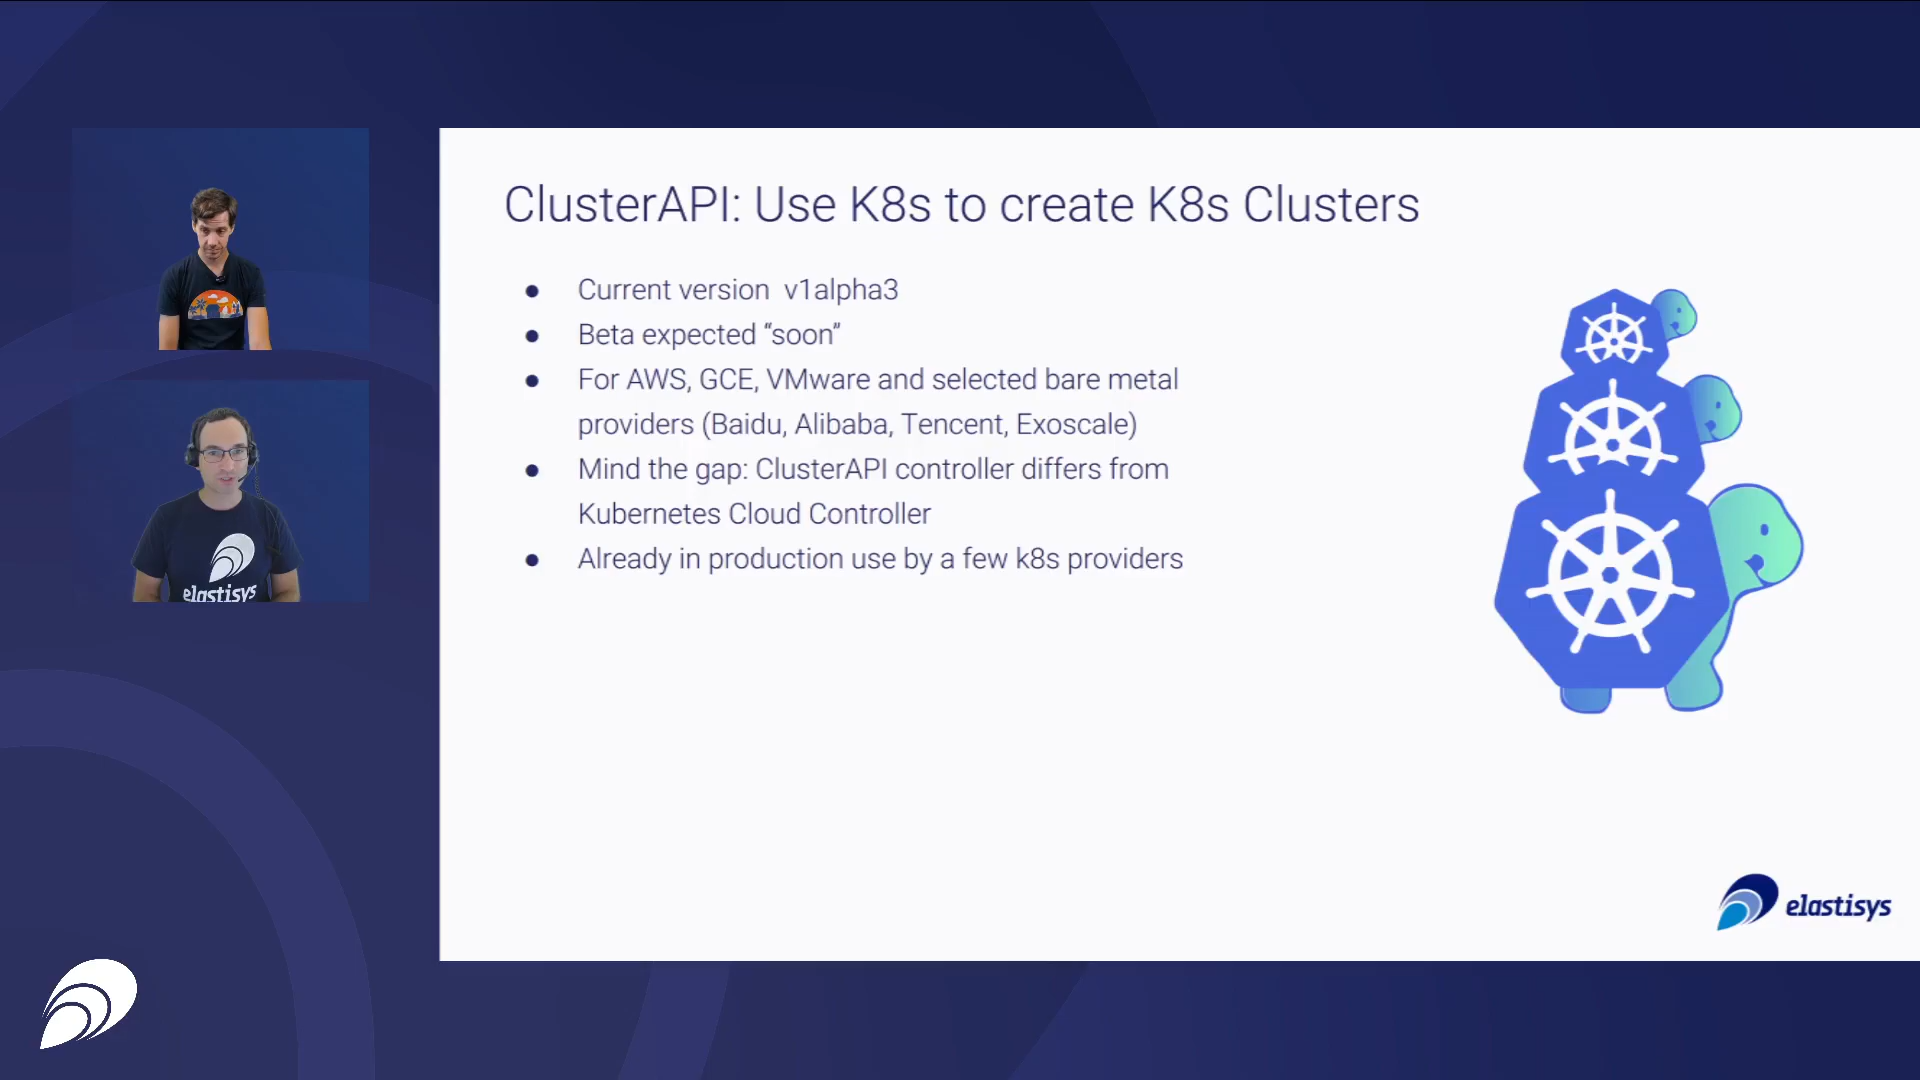 ClusterAPI: Use K8s to create K8s Clusters
● Current version v1alpha3
● Beta expected “soon”
● For AWS, GCE, VMware and selected bare metal
providers (Baidu, Alibaba, Tencent, Exoscale)
● Mind the gap: ClusterAPI controller differs from
Kubernetes Cloud Controller
● Already in production use by a few k8s providers
elastisys
elastisys